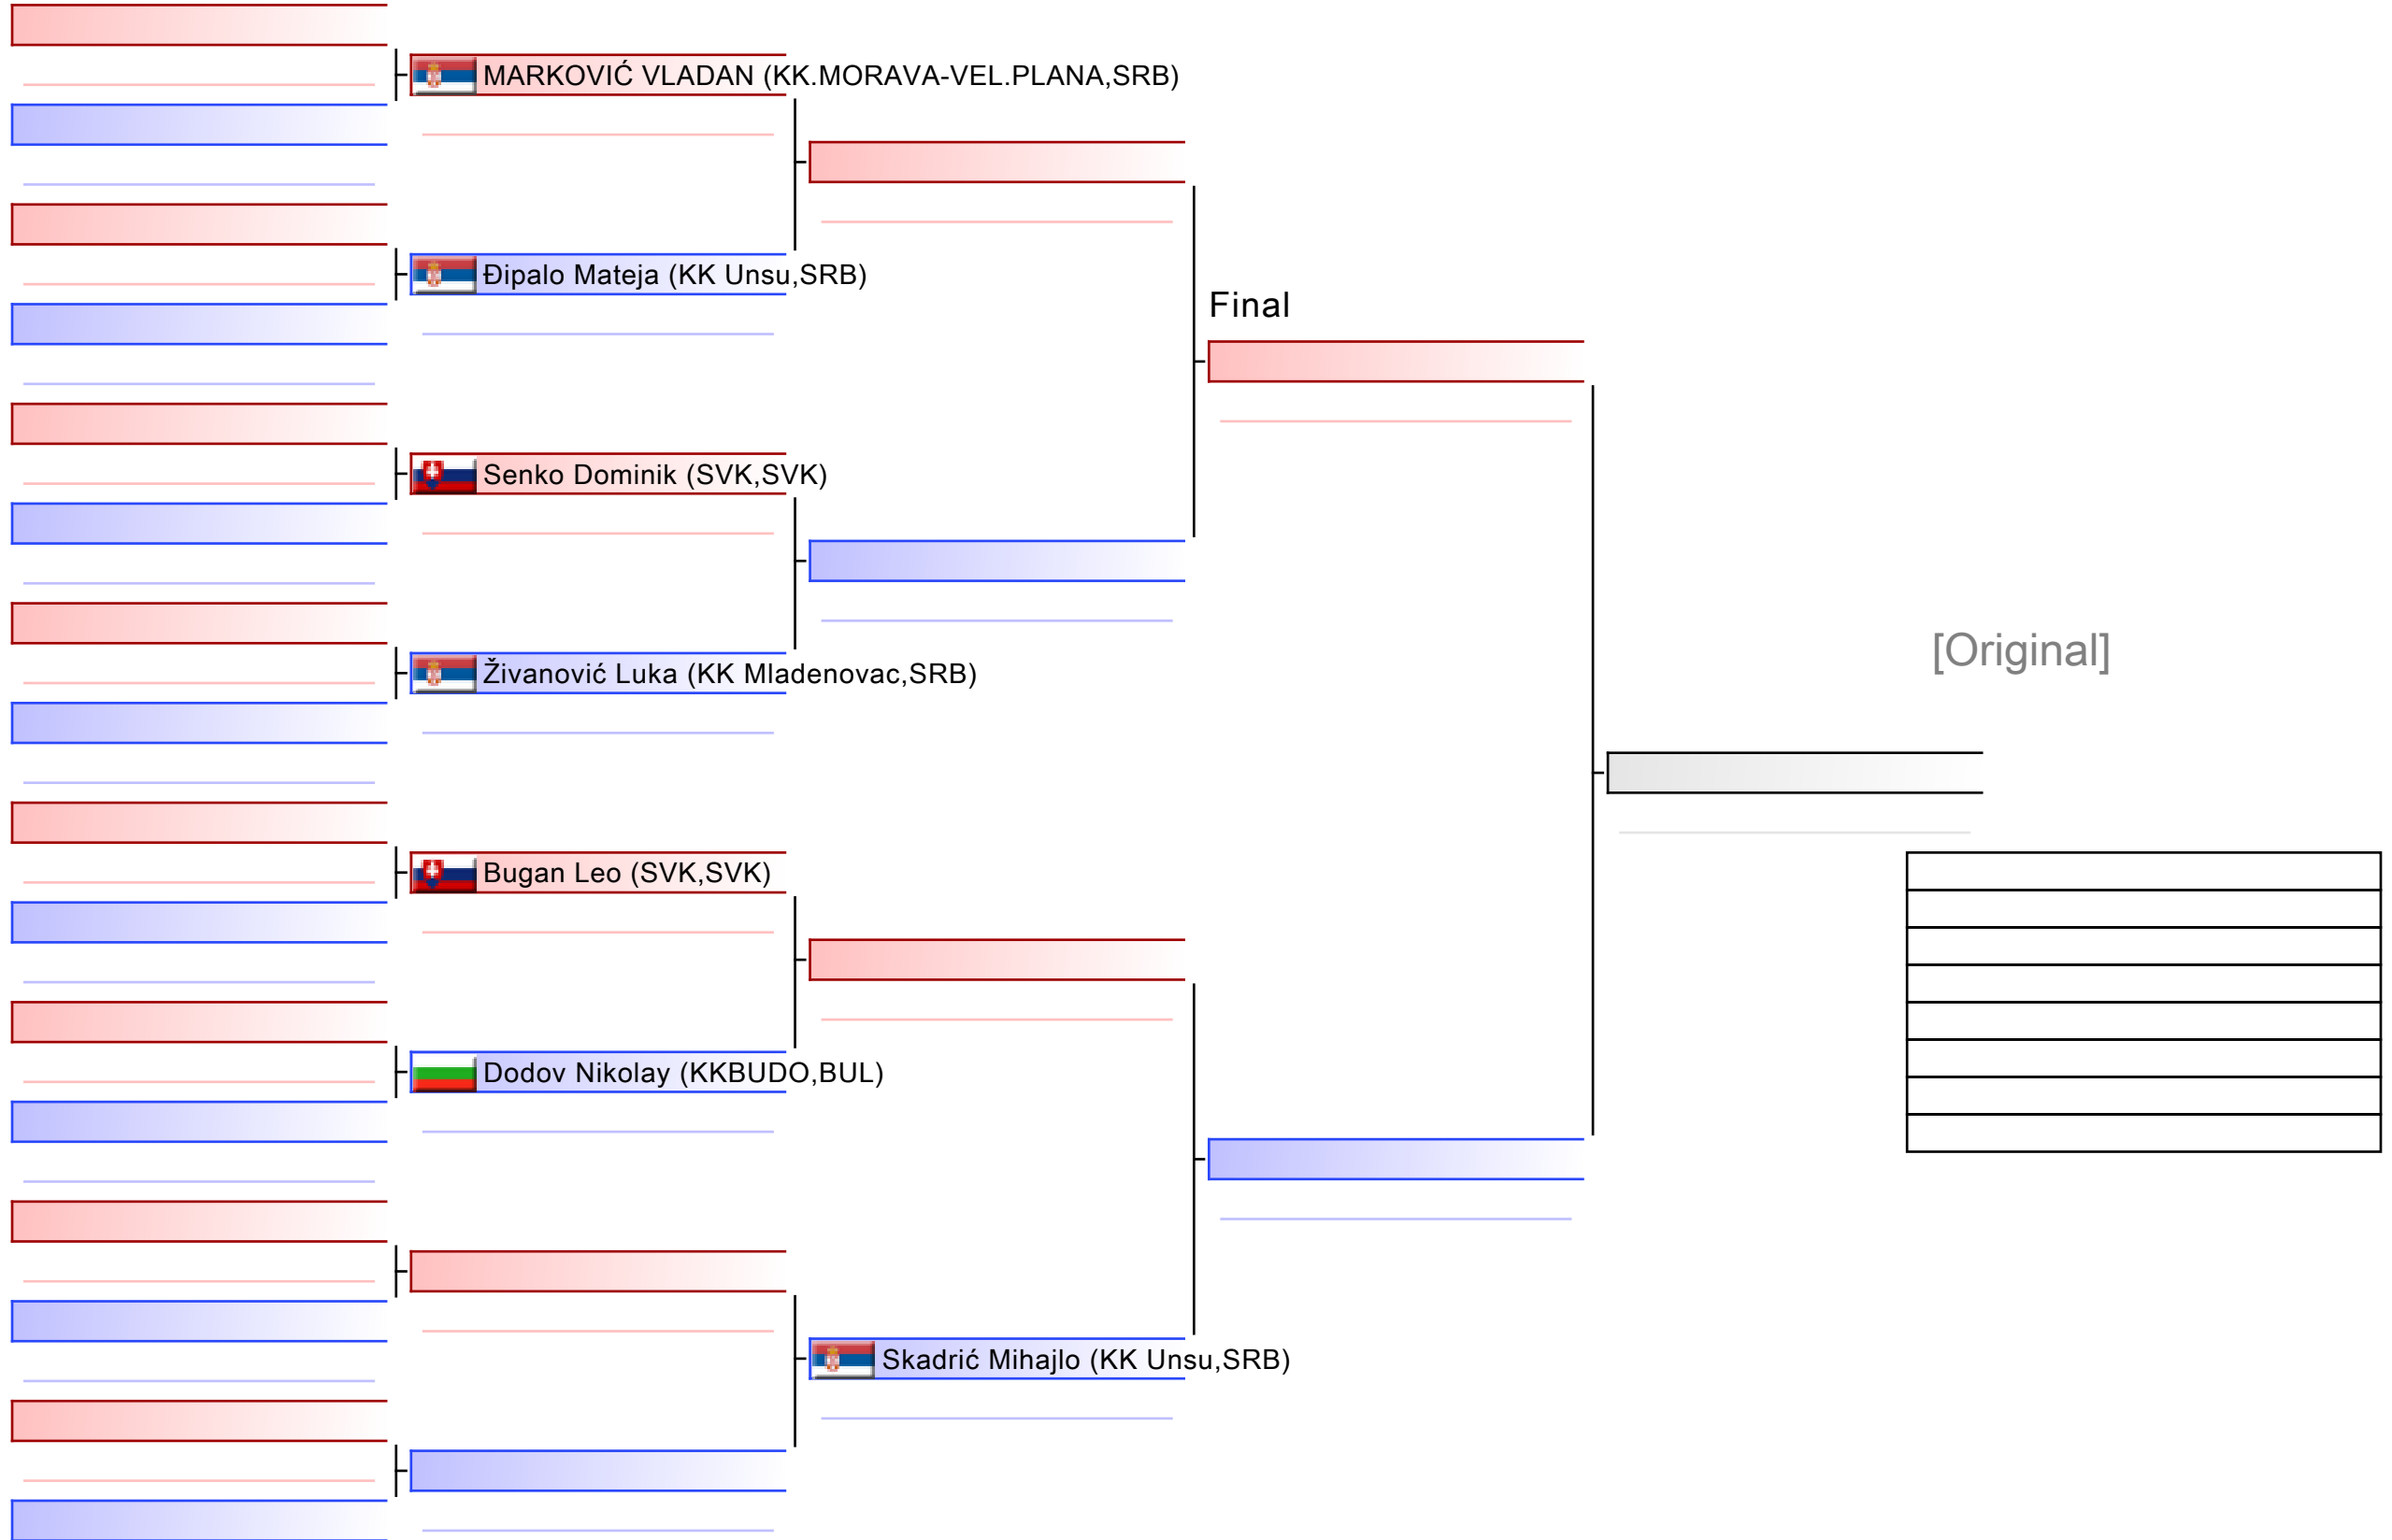 MARKOVIĆ VLADAN (KK.MORAVA-VEL.PLANA,SRB)
Đipalo Mateja (KK Unsu,SRB)
Final
Senko Dominik (SVK,SVK)
[Original]
Živanović Luka (KK Mladenovac,SRB)
Bugan Leo (SVK,SVK)
Dodov Nikolay (KKBUDO,BUL)
Skadrić Mihajlo (KK Unsu,SRB)